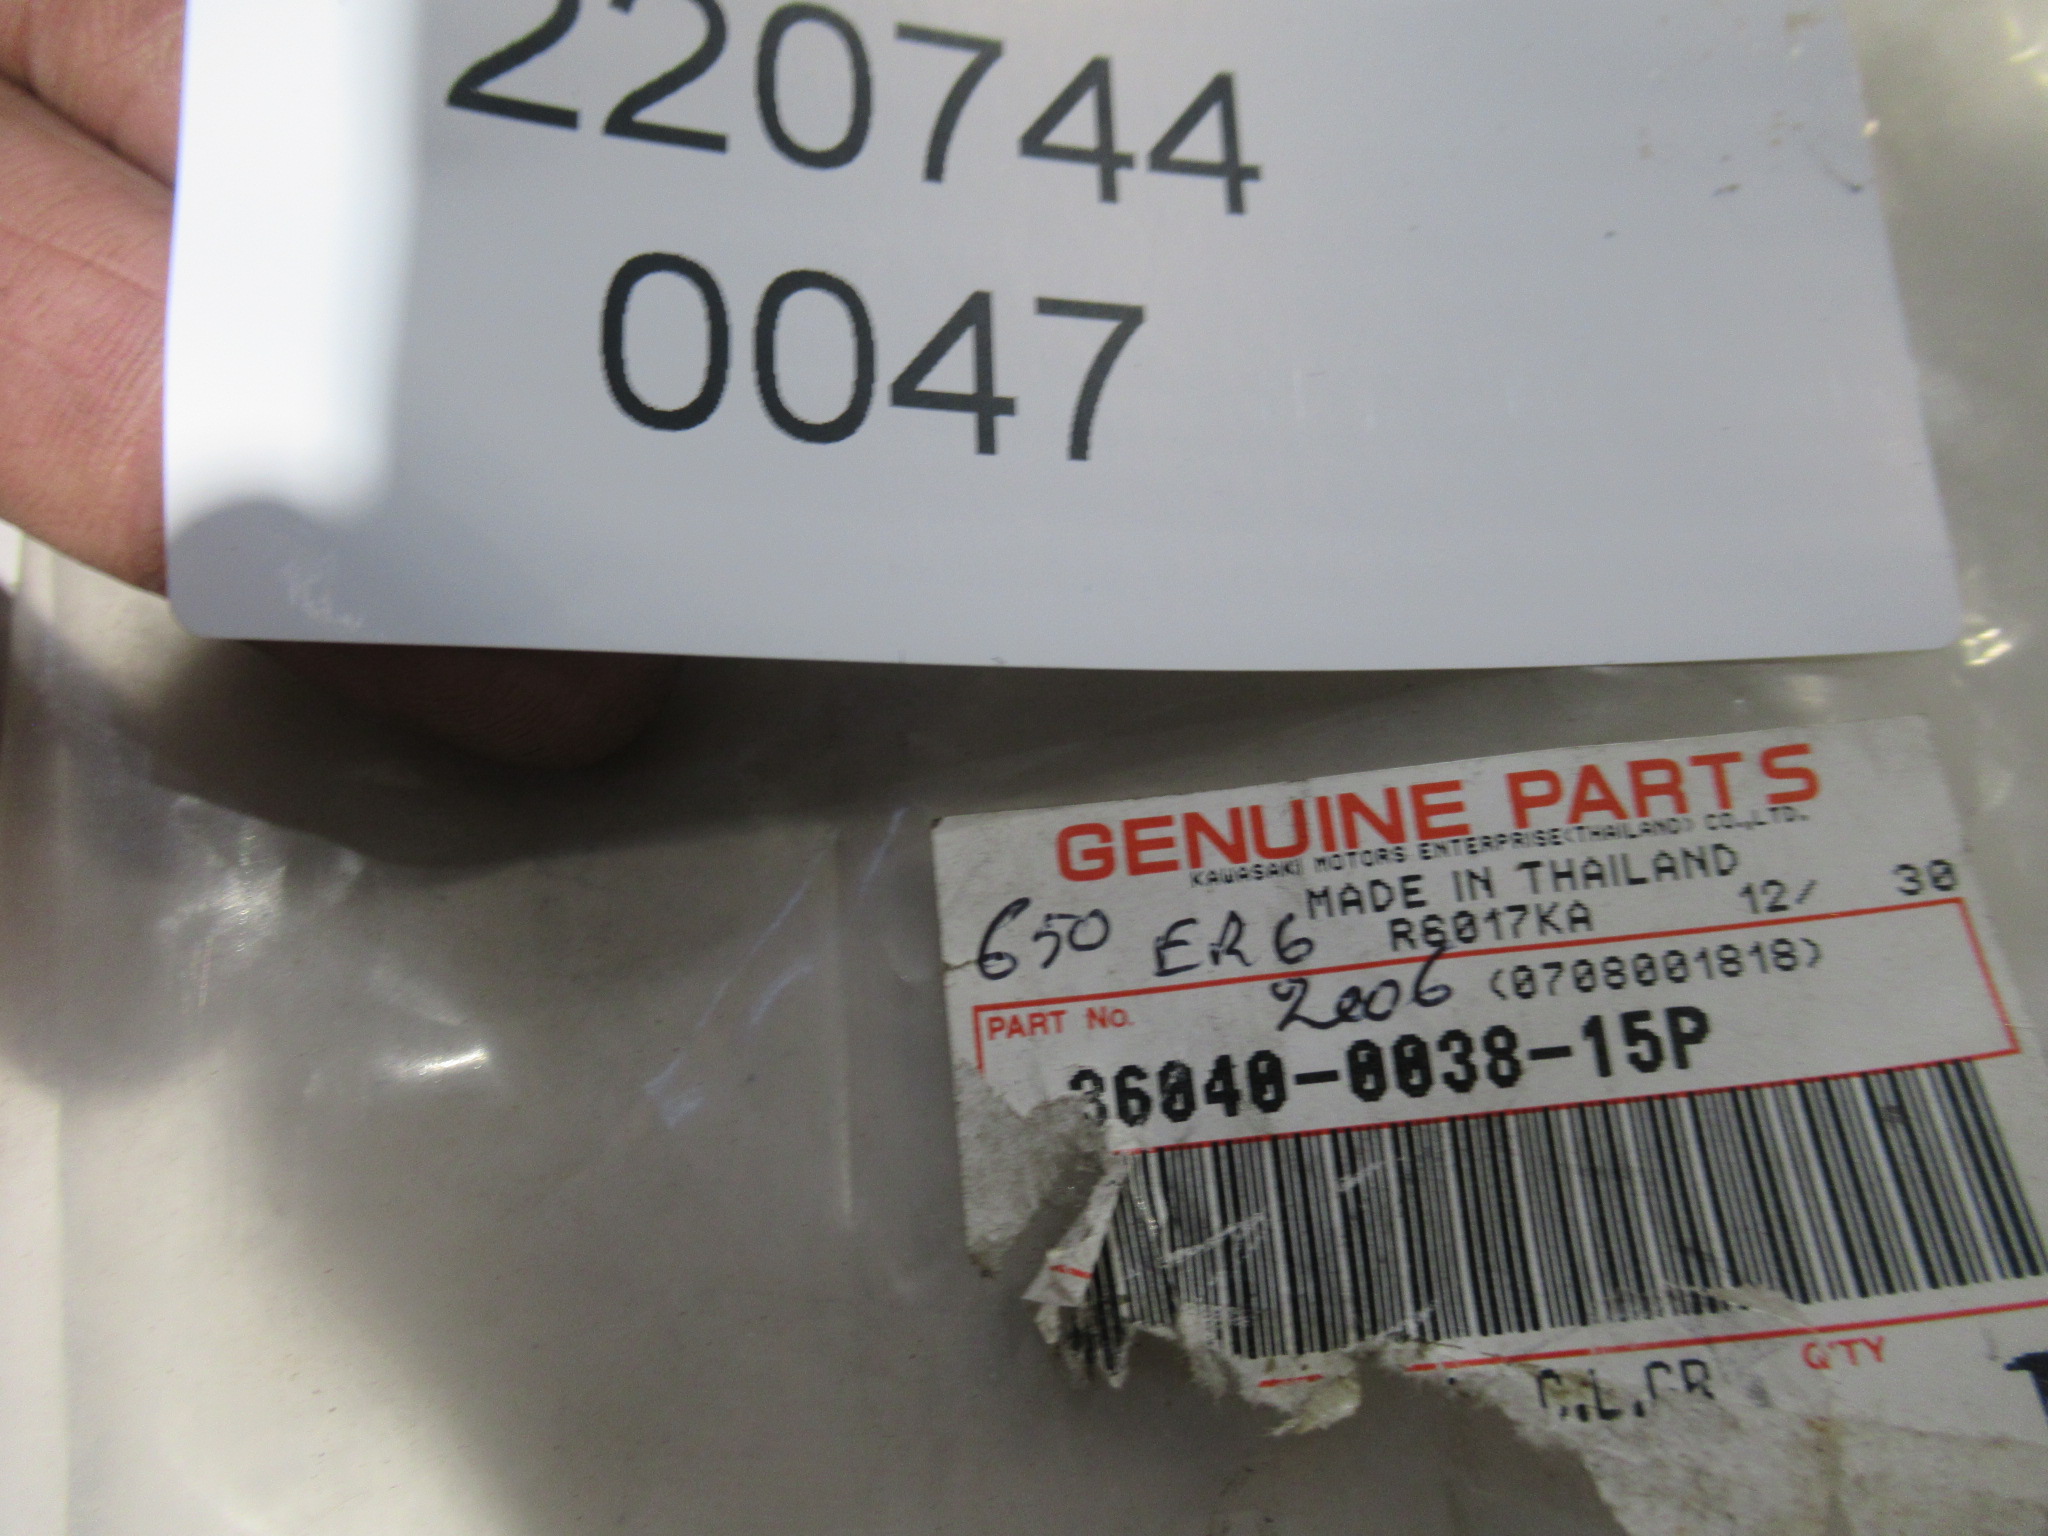 220744
0047
GENUINE PARTS
KAWASAKI MOTORS ENTERPRISE(THAILAND) CO.,LTD.
MADE IN THAILAND
650 ER6 R6017KA 12/ 30
2006 (0708001818)
PART No.
36040-0038-15P
Q'TY